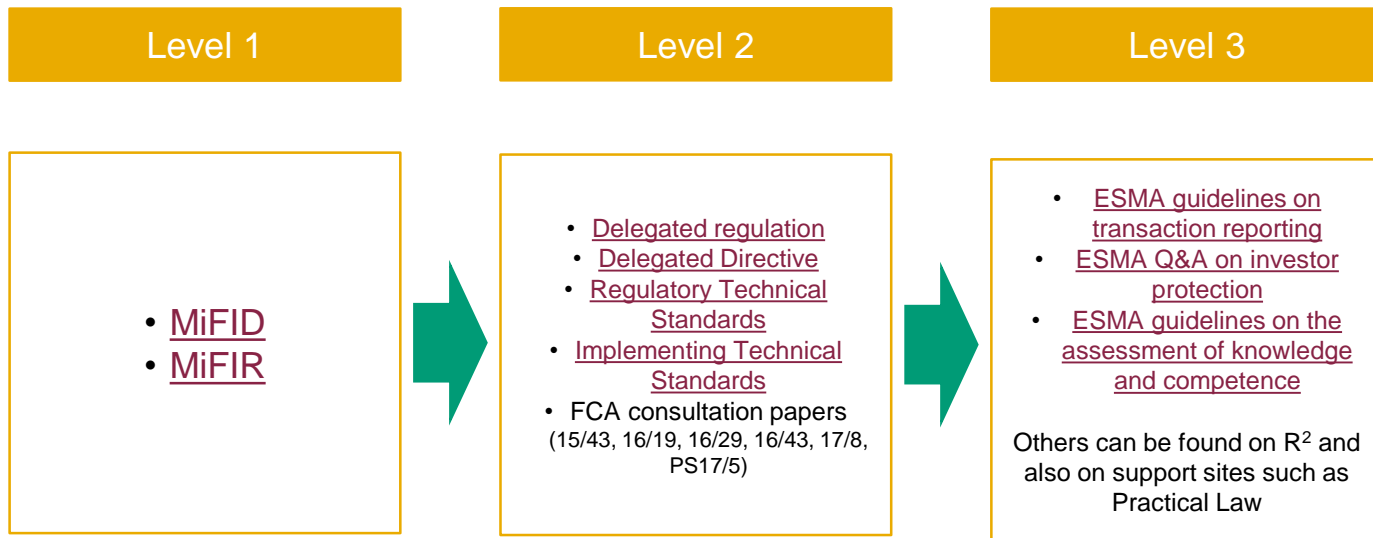 Level 1
Level 2
Level 3
• MiFID
• MiFIR
• Delegated regulation
• Delegated Directive
• Regulatory Technical
Standards
• Implementing Technical
Standards
• FCA consultation papers
(15/43, 16/19, 16/29, 16/43, 17/8,
PS17/5)
• ESMA guidelines on
transaction reporting
• ESMA Q&A on investor
protection
• ESMA guidelines on the
assessment of knowledge
and competence
Others can be found on R² and
also on support sites such as
Practical Law